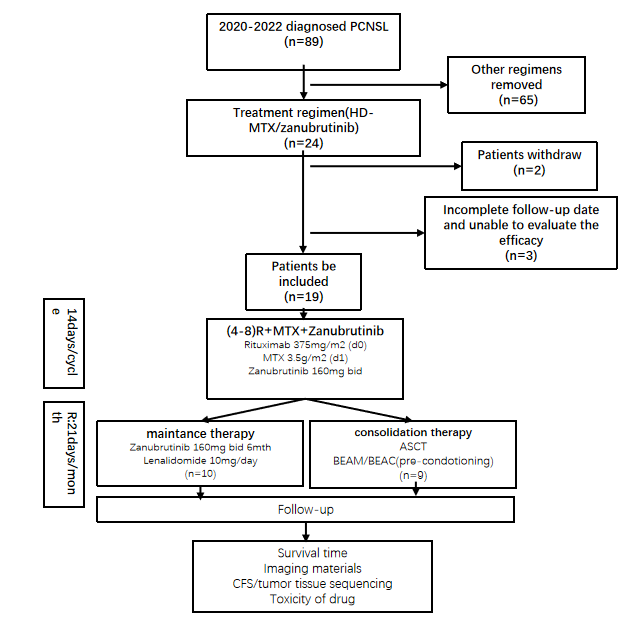 2020-2022 diagnosed PCNSL
(n=89)
Other regimens
removed
(n=65)
Treatment regimen(HD-
MTX/zanubrutinib)
(n=24)
Patients withdraw
(n=2)
Incomplete follow-up date
and unable to evaluate the
efficacy
(n=3)
Patients be
included
(n=19)
14days/cycl
e
(4-8)R+MTX+Zanubrutinib
Rituximab 375mg/m2 (d0)
MTX 3.5g/m2 (d1)
Zanubrutinib 160mg bid
R:21days/mon
th
maintance therapy
Zanubrutinib 160mg bid 6mth
Lenalidomide 10mg/day
(n=10)
consolidation therapy
ASCT
BEAM/BEAC(pre-condotioning)
(n=9)
Follow-up
Survival time
Imaging materials
CFS/tumor tissue sequencing
Toxicity of drug